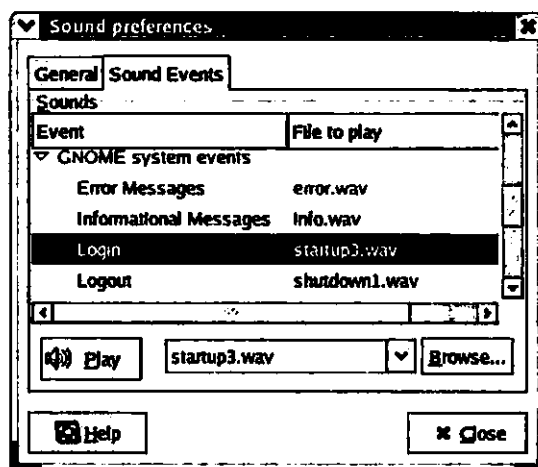 Sound preferences
General Sound Events
Sounds
Event File to play
GNOME system events
Error Messages error.wav
Informational Messages info.wav
Login startup3.wav
Logout shutdown1.wav
Play startup3.wav Browse...
Help Close